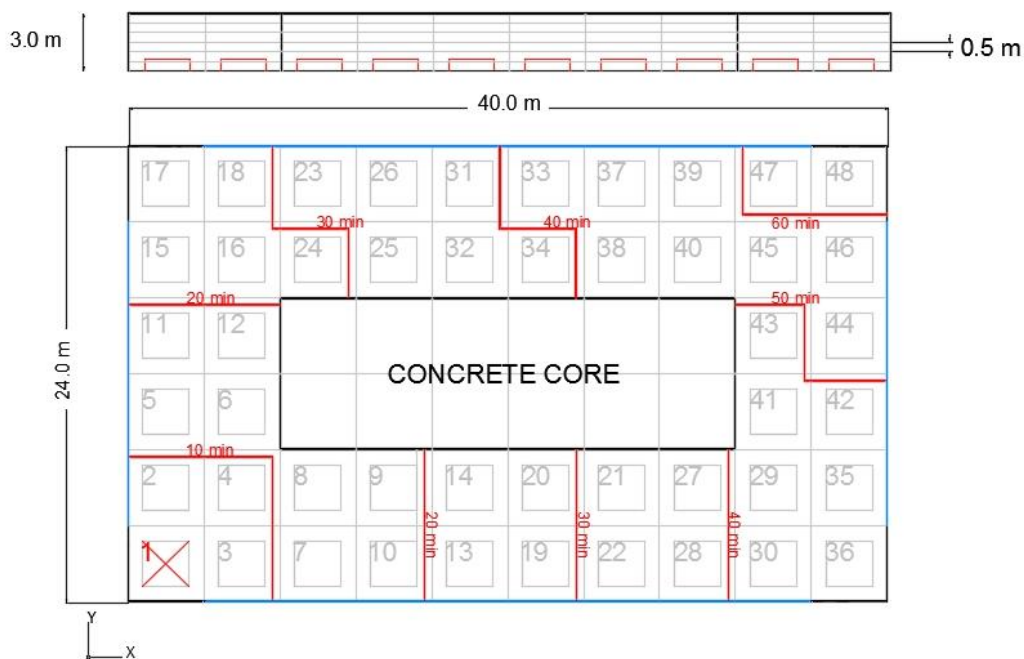 3.0 m
0.5 m
40.0 m
17 18 23 26 31 33 37 39 47 48
30 min 40 min 60 min
15 16 24 25 32 34 38 40 45 46
20 min 50 min
11 12 43 44
24.0 m
CONCRETE CORE
5 6 41 42
10 min
2 4 8 9 14 20 21 27 29 35
20 min 30 min 40 min
1 3 7 10 13 19 22 28 30 36
Y
X